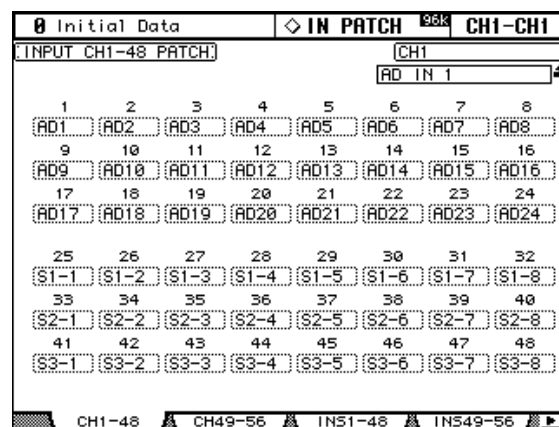 0 Initial Data ◇ IN PATCH 96K CH1-CH1
INPUT CH1-48 PATCH CH1
AD IN 1
1 2 3 4 5 6 7 8
AD1 AD2 AD3 AD4 AD5 AD6 AD7 AD8
9 10 11 12 13 14 15 16
AD9 AD10 AD11 AD12 AD13 AD14 AD15 AD16
17 18 19 20 21 22 23 24
AD17 AD18 AD19 AD20 AD21 AD22 AD23 AD24
25 26 27 28 29 30 31 32
S1-1 S1-2 S1-3 S1-4 S1-5 S1-6 S1-7 S1-8
33 34 35 36 37 38 39 40
S2-1 S2-2 S2-3 S2-4 S2-5 S2-6 S2-7 S2-8
41 42 43 44 45 46 47 48
S3-1 S3-2 S3-3 S3-4 S3-5 S3-6 S3-7 S3-8
CH1-48 CH49-56 INS1-48 INS49-56